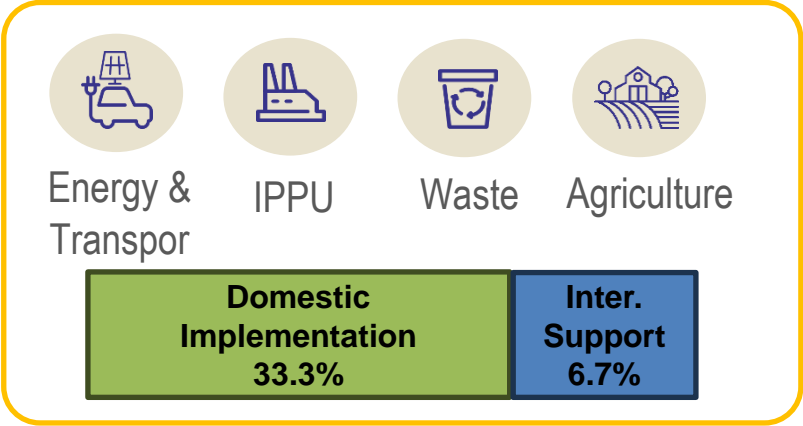 Energy &
Transpor
IPPU
Waste
Agriculture
Domestic
Implementation
33.3%
Inter.
Support
6.7%